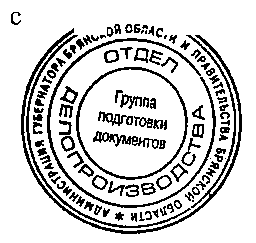 с
АДМИНИСТРАЦИЯ ГУБЕРНАТОРА БРЯНСКОЙ ОБЛАСТИ И ПРАВИТЕЛЬСТВА БРЯНСКОЙ ОБЛАСТИ *
ОТДЕЛ
ДЕЛОПРОИЗВОДСТВА
Группа
подготовки
документов